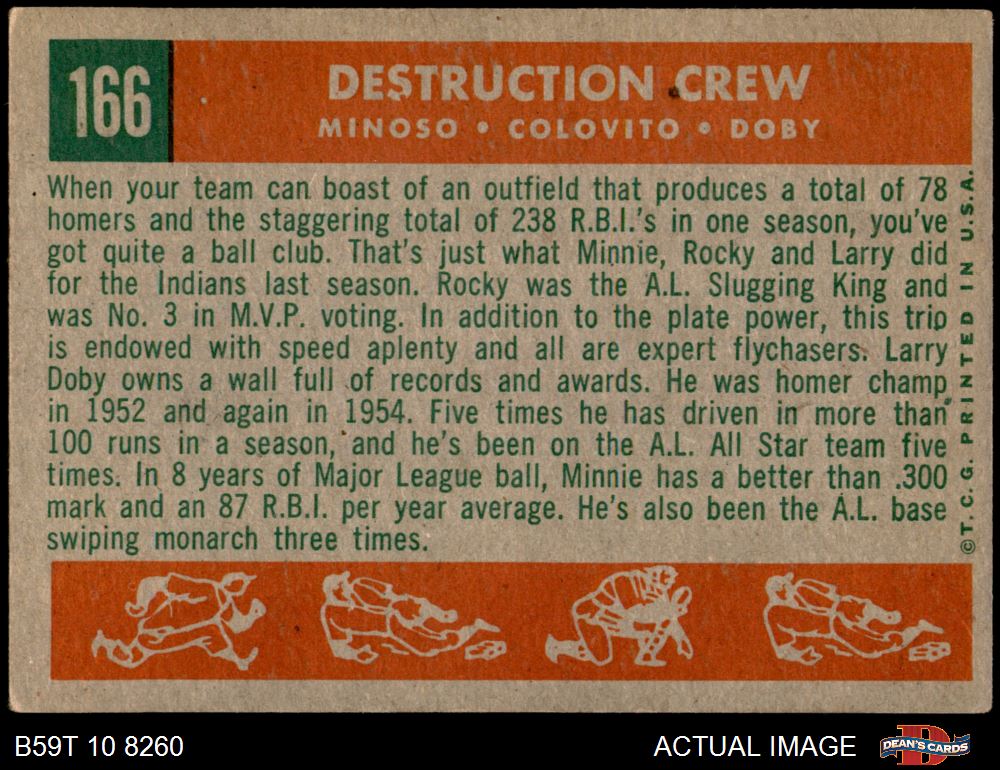 166
DESTRUCTION CREW
MINOSO • COLOVITO • DOBY
When your team can boast of an outfield that produces a total of 78
homers and the staggering total of 238 R.B.I.'s in one season, you've
got quite a ball club. That's just what Minnie, Rocky and Larry did
for the Indians last season. Rocky was the A.L. Slugging King and
was No. 3 in M.V.P. voting. In addition to the plate power, this trio
is endowed with speed aplenty and all are expert flychasers. Larry
Doby owns a wall full of records and awards. He was homer champ
in 1952 and again in 1954. Five times he has driven in more than
100 runs in a season, and he's been on the A.L. All Star team five
times. In 8 years of Major League ball, Minnie has a better than .300
mark and an 87 R.B.I. per year average. He's also been the A.L. base
swiping monarch three times.
©T.C.G. PRINTED IN U.S.A.
B59T 10 8260
ACTUAL IMAGE
D
DEAN'S CARDS